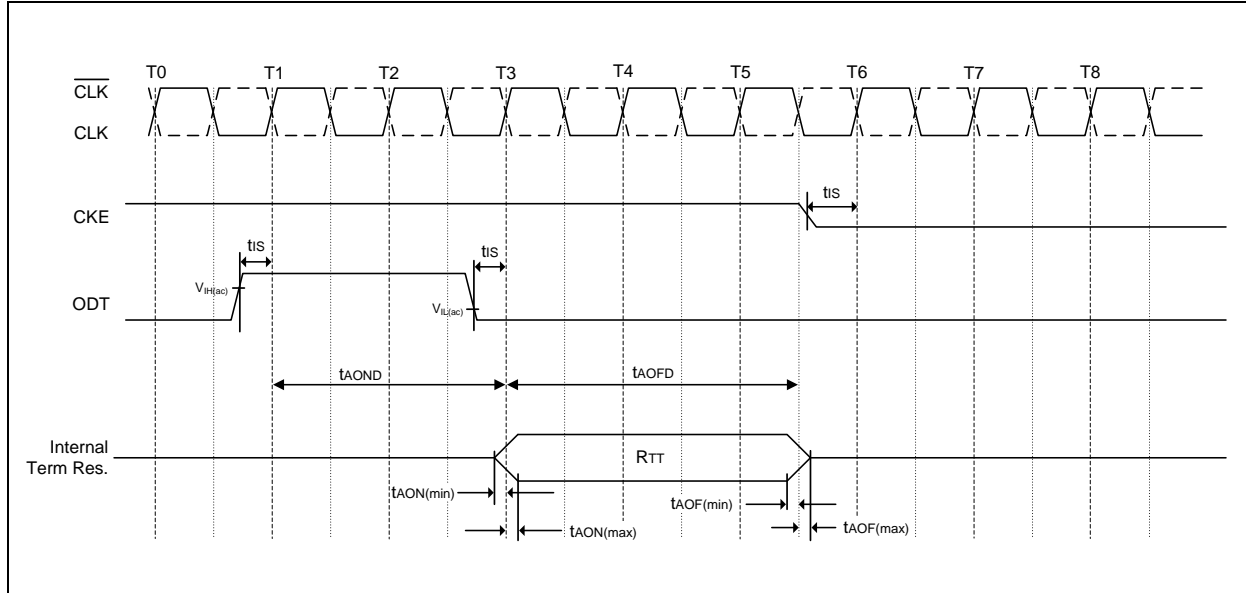 T0 T1 T2 T3 T4 T5 T6 T7 T8
CLK
CLK
CKE
tIS
tIS
tIS
VIH(ac)
ODT
VIL(ac)
tAOND
tAOFD
Internal
Term Res.
RTT
tAON(min)
tAOF(min)
tAON(max)
tAOF(max)